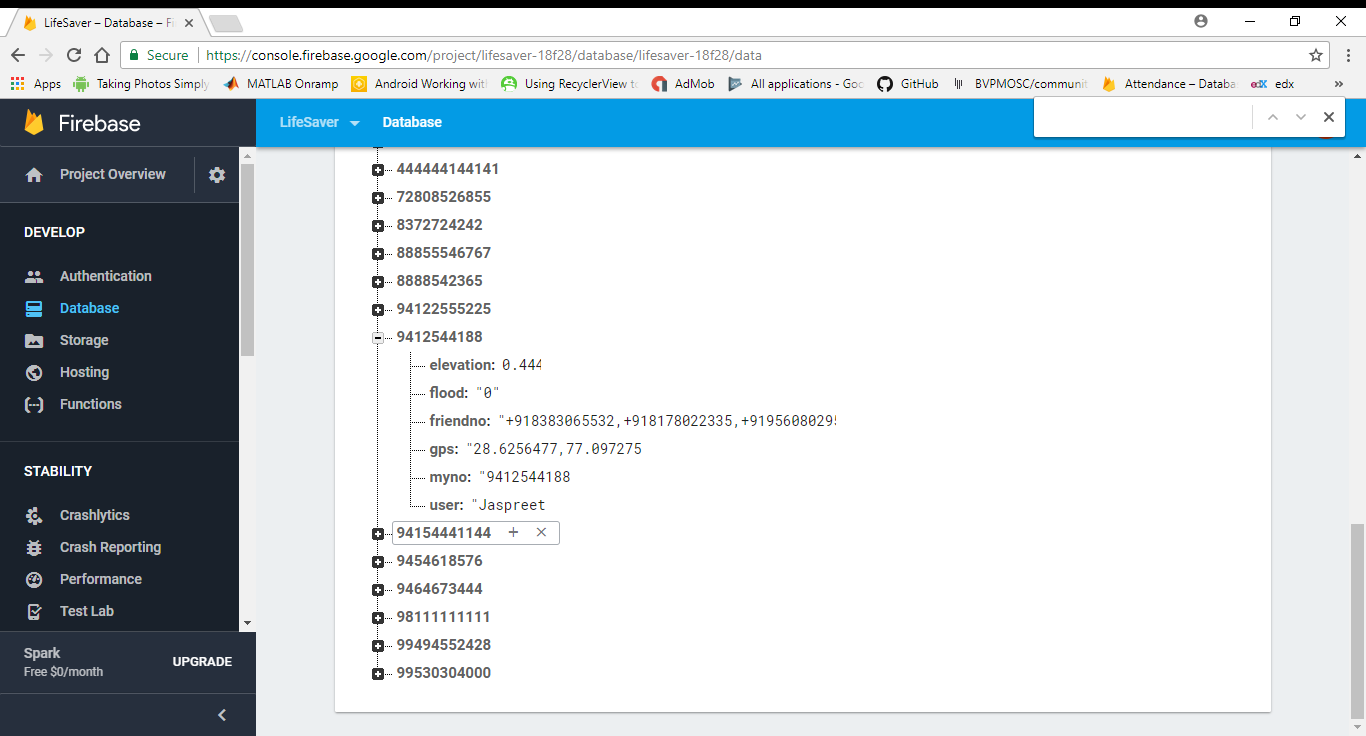 LifeSaver – Database – Fi
Secure https://console.firebase.google.com/project/lifesaver-18f28/database/lifesaver-18f28/data
Apps Taking Photos Simply MATLAB Onramp Android Working with Using RecyclerView to AdMob All applications - Goo GitHub BVPMOSC/communit Attendance – Databa edX edx »
Firebase LifeSaver Database
Project Overview
DEVELOP
Authentication
Database
Storage
Hosting
Functions
STABILITY
Crashlytics
Crash Reporting
Performance
Test Lab
Spark
Free $0/month
UPGRADE
444444144141
72808526855
8372724242
88855546767
8888542365
94122555225
9412544188
elevation: 0.444
flood: "0"
friendno: "+918383065532,+918178022335,+9195608029
gps: "28.6256477,77.097275
myno: "9412544188
user: "Jaspreet
94154441144 + ×
9454618576
9464673444
98111111111
99494552428
99530304000